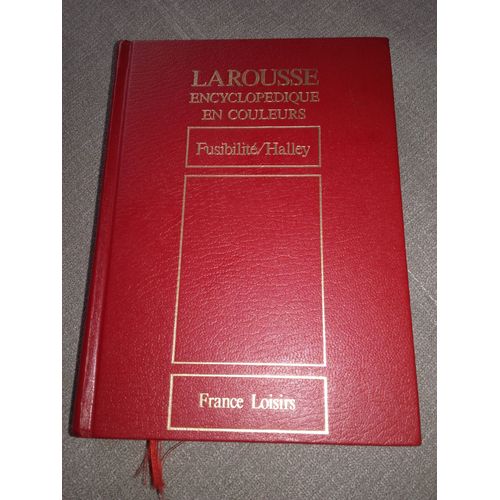 LAROUSSE
ENCYCLOPEDIQUE
EN COULEURS
Fusibilité/Halley
France Loisirs